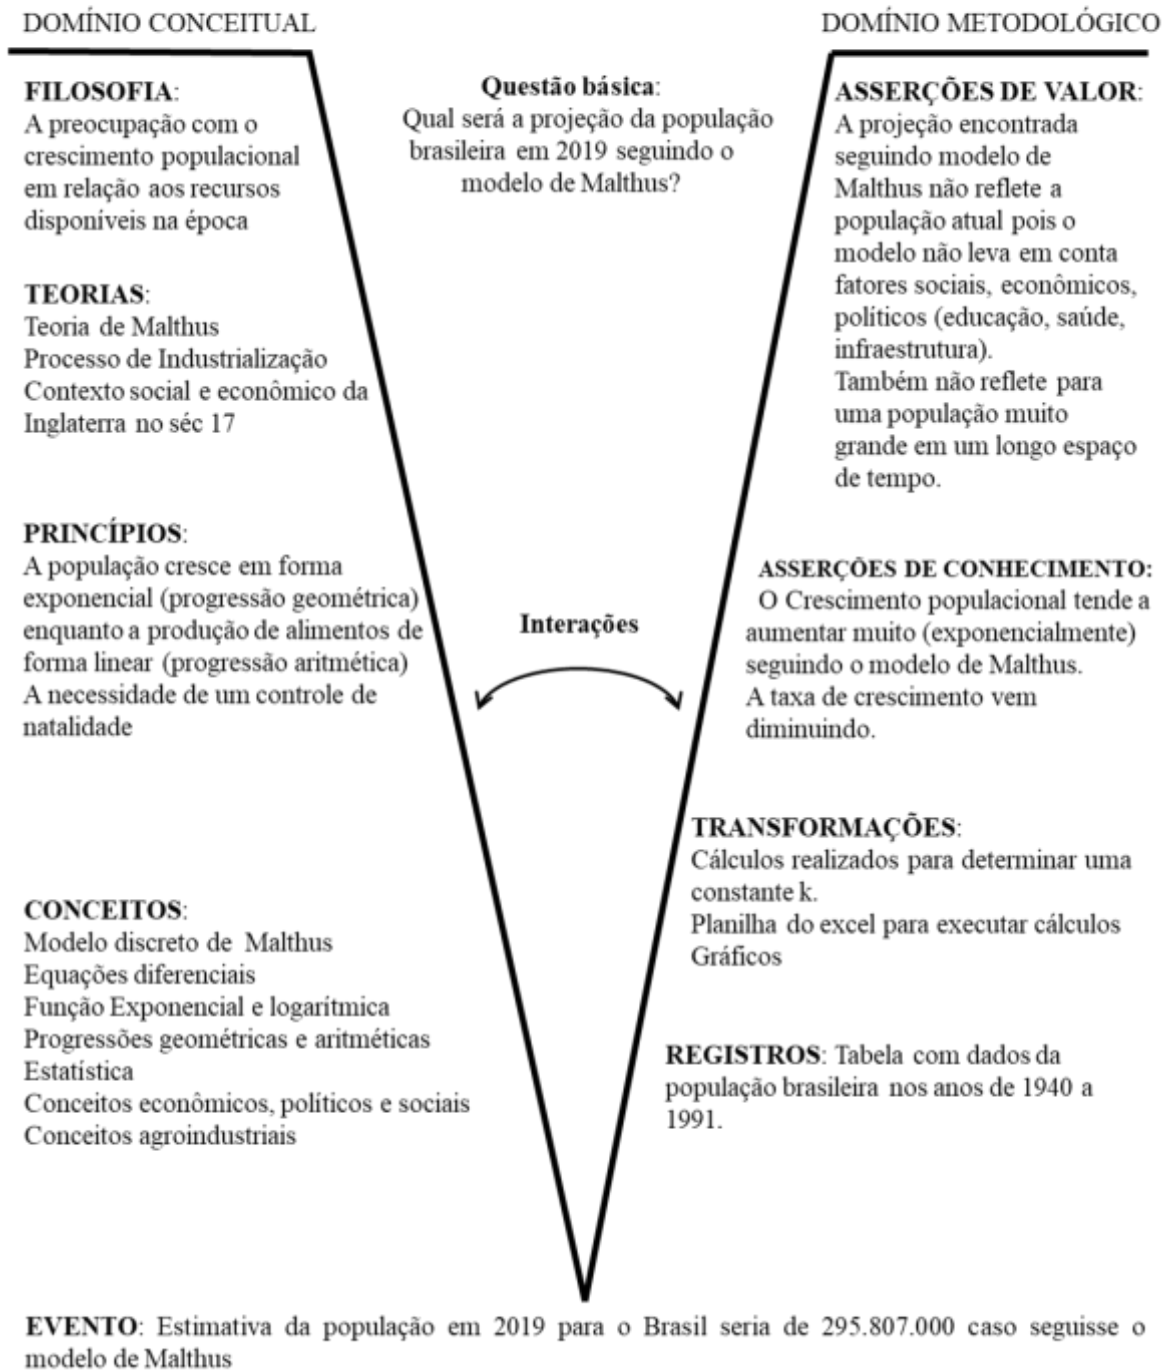 DOMÍNIO CONCEITUAL
DOMÍNIO METODOLÓGICO
FILOSOFIA:
A preocupação com o
crescimento populacional
em relação aos recursos
disponíveis na época
TEORIAS:
Teoria de Malthus
Processo de Industrialização
Contexto social e econômico da
Inglaterra no séc 17
PRINCÍPIOS:
A população cresce em forma
exponencial (progressão geométrica)
enquanto a produção de alimentos de
forma linear (progressão aritmética)
A necessidade de um controle de
natalidade
CONCEITOS:
Modelo discreto de Malthus
Equações diferenciais
Função Exponencial e logarítmica
Progressões geométricas e aritméticas
Estatística
Conceitos econômicos, políticos e sociais
Conceitos agroindustriais
Questão básica:
Qual será a projeção da população
brasileira em 2019 seguindo o
modelo de Malthus?
Interações
ASSERÇÕES DE VALOR:
A projeção encontrada
seguindo modelo de
Malthus não reflete a
população atual pois o
modelo não leva em conta
fatores sociais, econômicos,
políticos (educação, saúde,
infraestrutura).
Também não reflete para
uma população muito
grande em um longo espaço
de tempo.
ASSERÇÕES DE CONHECIMENTO:
O Crescimento populacional tende a
aumentar muito (exponencialmente)
seguindo o modelo de Malthus.
A taxa de crescimento vem
diminuindo.
TRANSFORMAÇÕES:
Cálculos realizados para determinar uma
constante k.
Planilha do excel para executar cálculos
Gráficos
REGISTROS: Tabela com dados da
população brasileira nos anos de 1940 a
1991.
EVENTO: Estimativa da população em 2019 para o Brasil seria de 295.807.000 caso seguisse o
modelo de Malthus